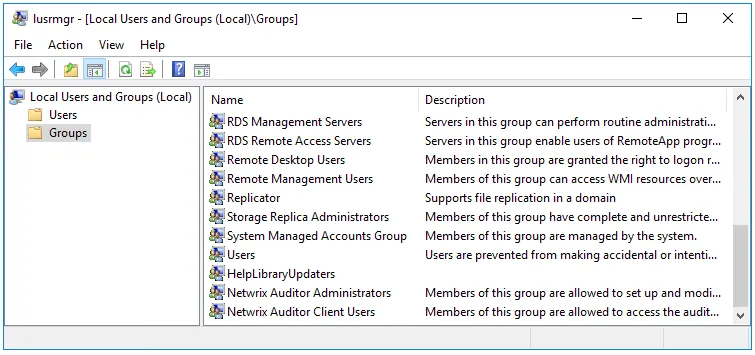 lusrmgr - [Local Users and Groups (Local)\Groups]
File Action View Help
Local Users and Groups (Local)
Users
Groups
Name Description
RDS Management Servers Servers in this group can perform routine administrati...
RDS Remote Access Servers Servers in this group enable users of RemoteApp progr...
Remote Desktop Users Members in this group are granted the right to logon r...
Remote Management Users Members of this group can access WMI resources over...
Replicator Supports file replication in a domain
Storage Replica Administrators Members of this group have complete and unrestricte...
System Managed Accounts Group Members of this group are managed by the system.
Users Users are prevented from making accidental or intenti...
HelpLibraryUpdaters
Netwrix Auditor Administrators Members of this group are allowed to set up and modi...
Netwrix Auditor Client Users Members of this group are allowed to access the audit...